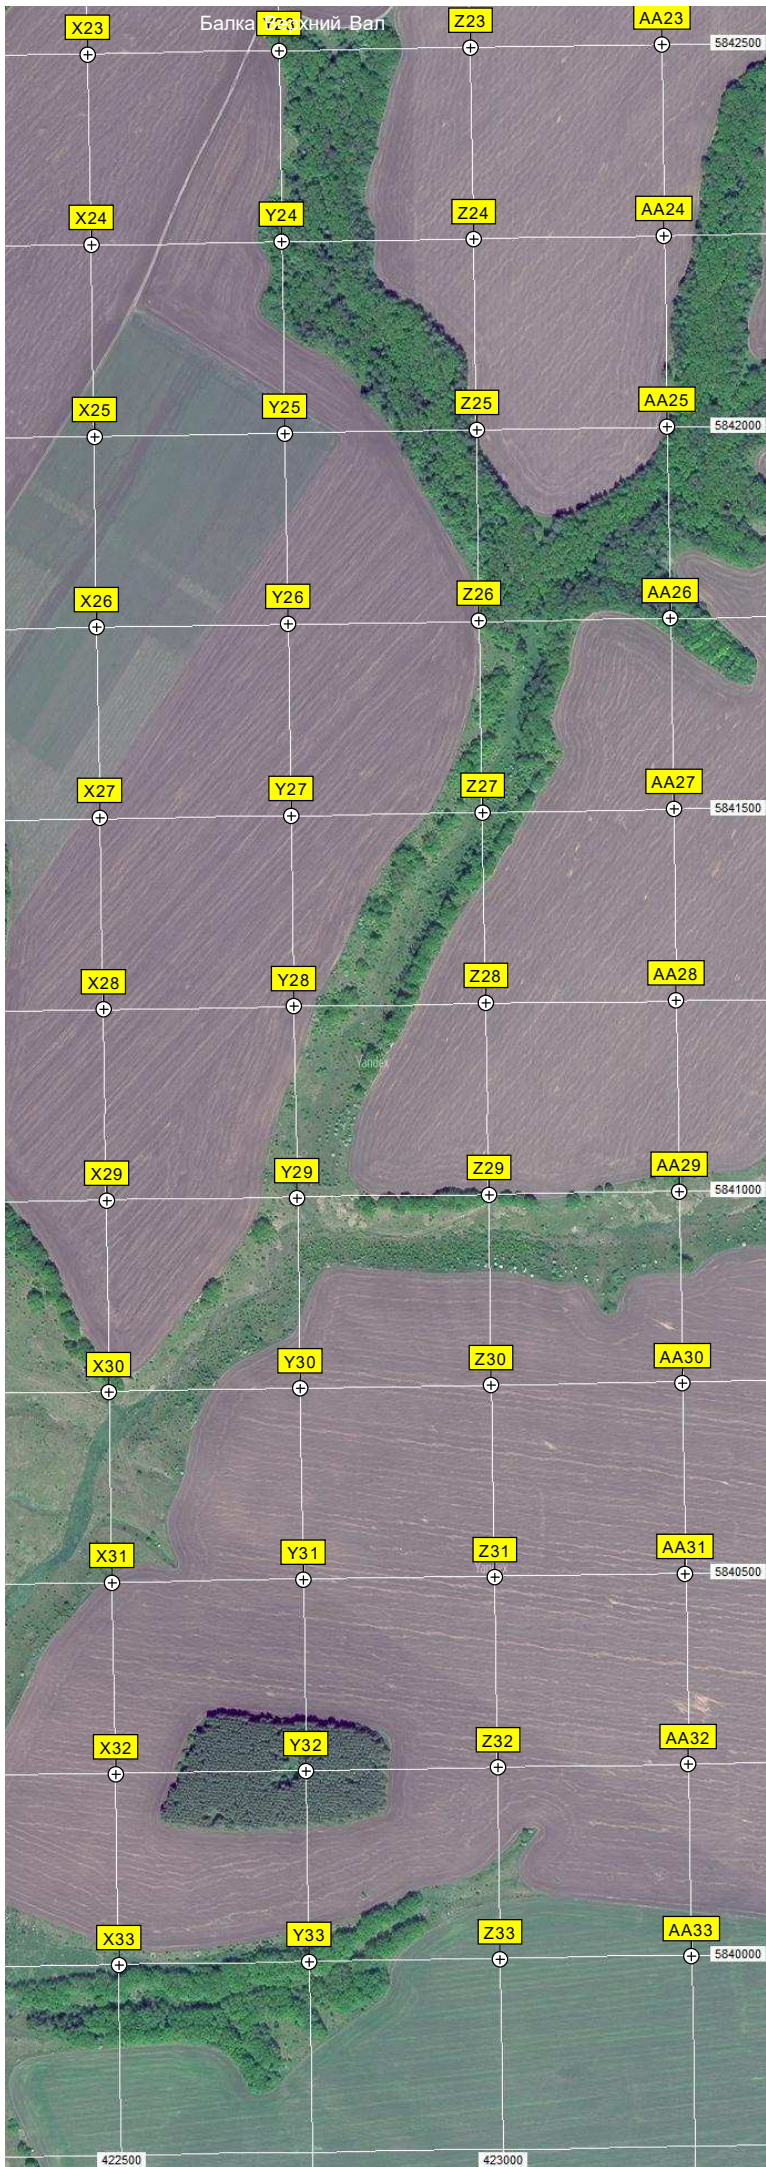 Балка Верхний Вал
X23 Z23 AA23
5842500
X24 Y24 Z24 AA24
X25 Y25 Z25 AA25
5842000
X26 Y26 Z26 AA26
X27 Y27 Z27 AA27
5841500
X28 Y28 Z28 AA28
Yandex
X29 Y29 Z29 AA29
5841000
X30 Y30 Z30 AA30
X31 Y31 Z31 AA31
5840500
X32 Y32 Z32 AA32
X33 Y33 Z33 AA33
5840000
422500 423000